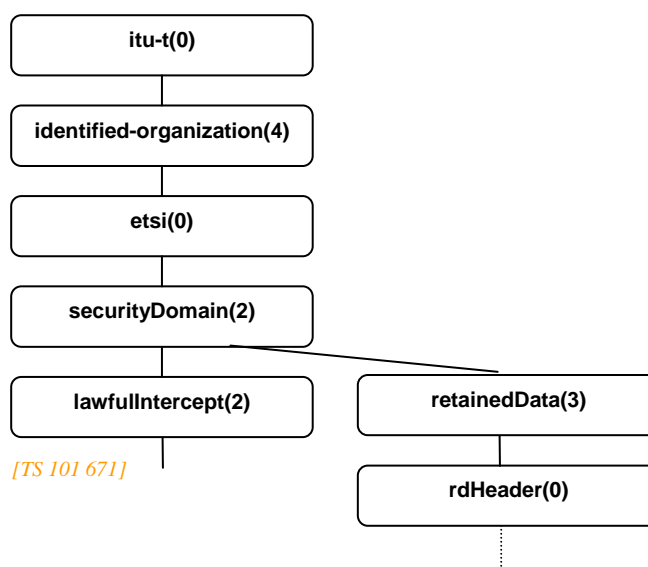 itu-t(0)
identified-organization(4)
etsi(0)
securityDomain(2)
lawfulIntercept(2)
retainedData(3)
[TS 101 671]
rdHeader(0)